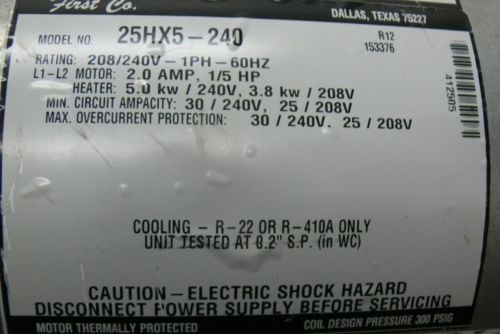 First Co.
DALLAS, TEXAS 75227
MODEL NO. 25HX5-240 R12
153376
RATING: 208/240V-1PH-60HZ
L1-L2 MOTOR: 2.0 AMP, 1/5 HP
HEATER: 5.0 kw/240V, 3.8 kw/208V
MIN. CIRCUIT AMPACITY: 30/240V, 25/208V
MAX. OVERCURRENT PROTECTION: 30/240V, 25/208V
412505
COOLING - R-22 OR R-410A ONLY
UNIT TESTED AT 0.2" S.P. (in WC)
CAUTION-ELECTRIC SHOCK HAZARD
DISCONNECT POWER SUPPLY BEFORE SERVICING
MOTOR THERMALLY PROTECTED COIL DESIGN PRESSURE 300 PSIG